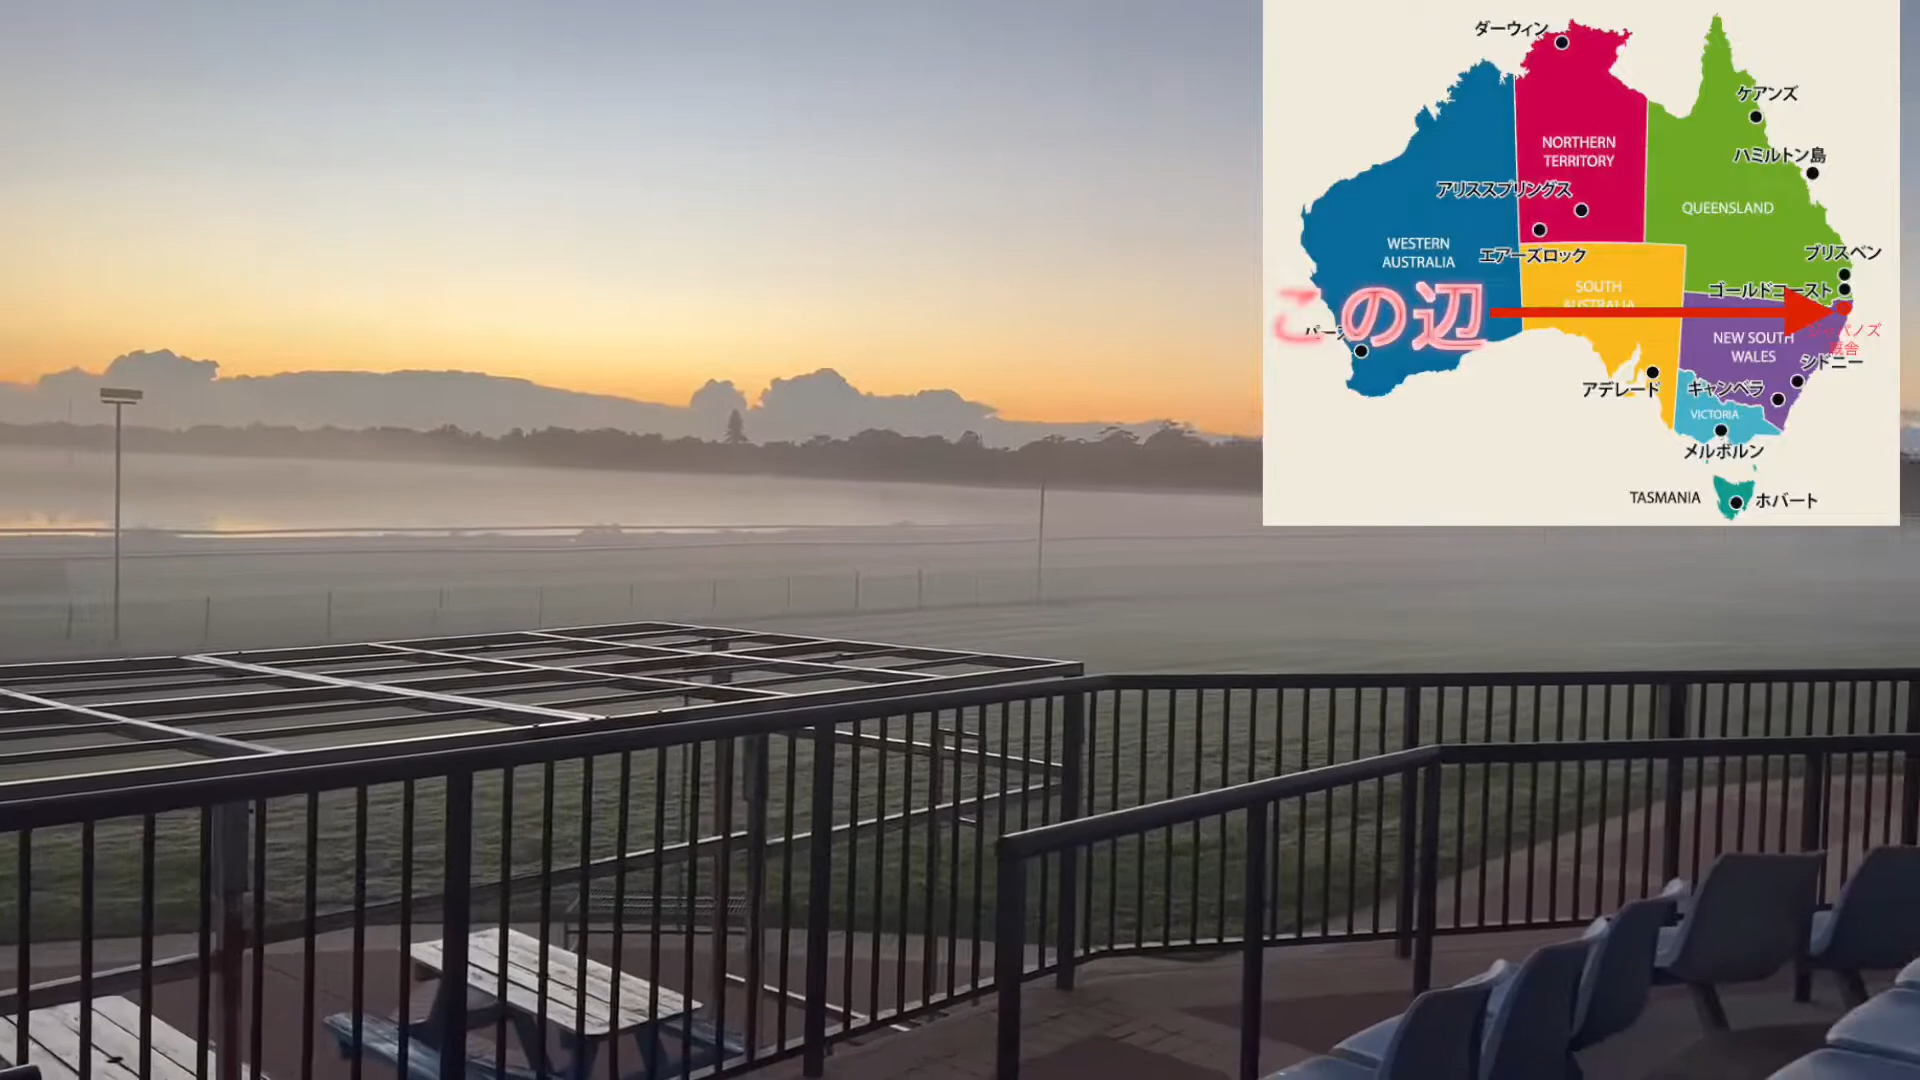 ダーウィン
ケアンズ
NORTHERN
TERRITORY
ハミルトン島
アリススプリングス
QUEENSLAND
WESTERN
AUSTRALIA
エアーズロック
ブリスベン
SOUTH
AUSTRALIA
ゴールドコースト
この辺
NEW SOUTH
WALES
厩舎
シドニー
アデレード
キャンベラ
VICTORIA
メルボルン
TASMANIA
ホバート